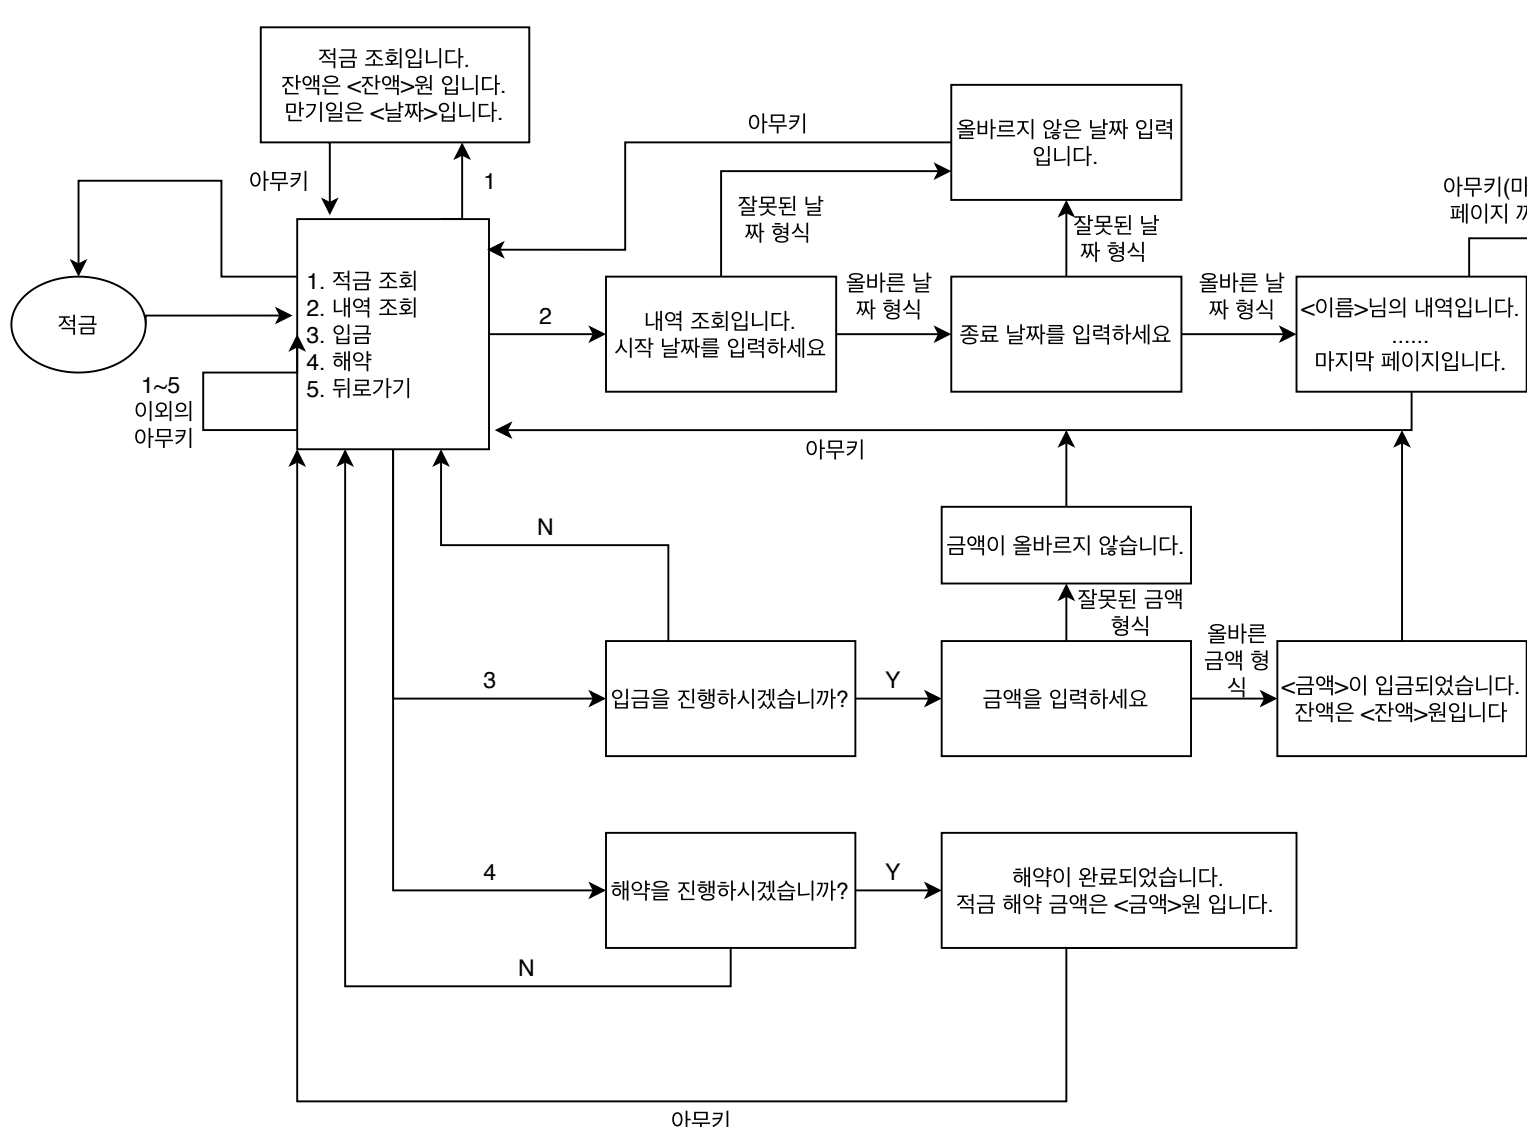 적금 조회입니다.
잔액은 <잔액>원 입니다.
만기일은 <날짜>입니다.
아무키
1
아무키
올바르지 않은 날짜 입력
입니다.
잘못된 날
짜 형식
잘못된 날
짜 형식
아무키(마
페이지
적금
1. 적금 조회
2. 내역 조회
3. 입금
4. 해약
5. 뒤로가기
1~5
이외의
아무키
2
내역 조회입니다.
시작 날짜를 입력하세요
올바른 날
짜 형식
종료 날짜를 입력하세요
올바른 날
짜 형식
<이름>님의 내역입니다.
......
마지막 페이지입니다.
아무키
N
금액이 올바르지 않습니다.
잘못된 금액
형식
3
입금을 진행하시겠습니까?
Y
금액을 입력하세요
올바른
금액 형
식
<금액>이 입금되었습니다.
잔액은 <잔액>원입니다
4
해약을 진행하시겠습니까?
Y
해약이 완료되었습니다.
적금 해약 금액은 <금액>원 입니다.
N
아무키